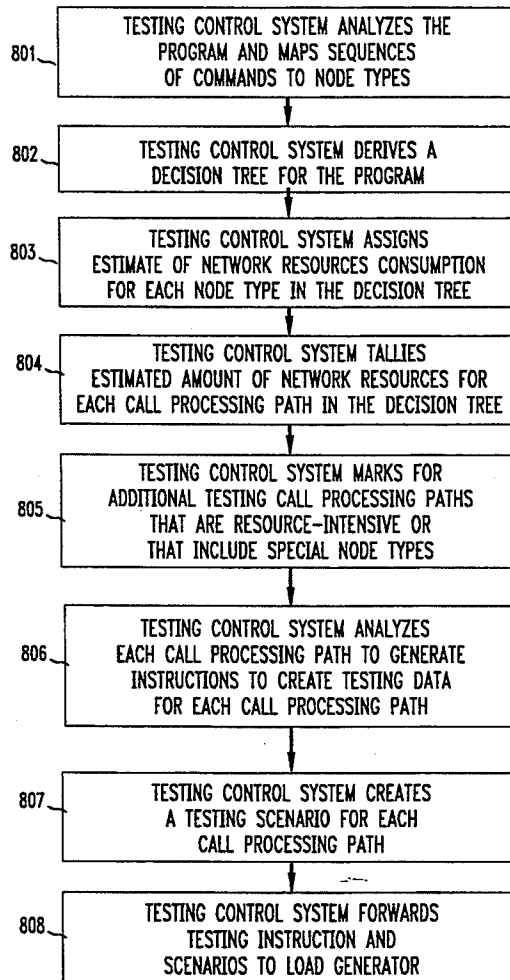 801
TESTING CONTROL SYSTEM ANALYZES THE
PROGRAM AND MAPS SEQUENCES
OF COMMANDS TO NODE TYPES
802
TESTING CONTROL SYSTEM DERIVES A
DECISION TREE FOR THE PROGRAM
803
TESTING CONTROL SYSTEM ASSIGNS
ESTIMATE OF NETWORK RESOURCES CONSUMPTION
FOR EACH NODE TYPE IN THE DECISION TREE
804
TESTING CONTROL SYSTEM TALLIES
ESTIMATED AMOUNT OF NETWORK RESOURCES FOR
EACH CALL PROCESSING PATH IN THE DECISION TREE
805
TESTING CONTROL SYSTEM MARKS FOR
ADDITIONAL TESTING CALL PROCESSING PATHS
THAT ARE RESOURCE-INTENSIVE OR
THAT INCLUDE SPECIAL NODE TYPES
806
TESTING CONTROL SYSTEM ANALYZES
EACH CALL PROCESSING PATH TO GENERATE
INSTRUCTIONS TO CREATE TESTING DATA
FOR EACH CALL PROCESSING PATH
807
TESTING CONTROL SYSTEM CREATES
A TESTING SCENARIO FOR EACH
CALL PROCESSING PATH
808
TESTING CONTROL SYSTEM FORWARDS
TESTING INSTRUCTION AND
SCENARIOS TO LOAD GENERATOR